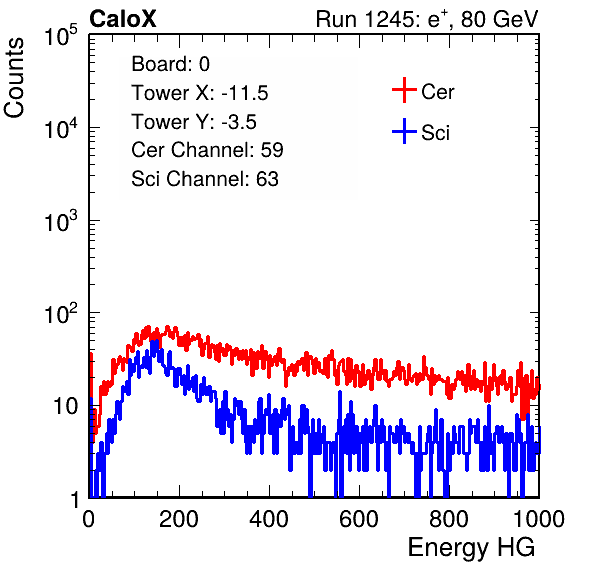 CaloX Run 1245: e+, 80 GeV
Board: 0
Tower X: -11.5
Tower Y: -3.5
Cer Channel: 59
Sci Channel: 63
Cer
Sci
Counts
10^5
10^4
10^3
10^2
10
1
0 200 400 600 800 1000
Energy HG